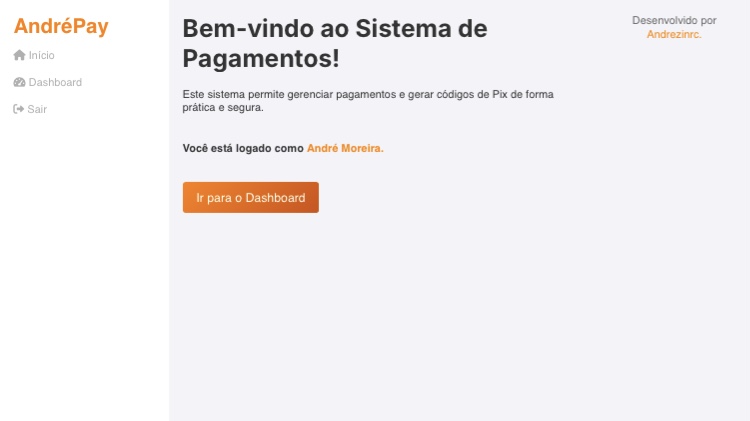 AndréPay
Início
Dashboard
Sair
Bem-vindo ao Sistema de
Pagamentos!
Este sistema permite gerenciar pagamentos e gerar códigos de Pix de forma
prática e segura.
Você está logado como André Moreira.
Ir para o Dashboard
Desenvolvido por
Andrezinrc.